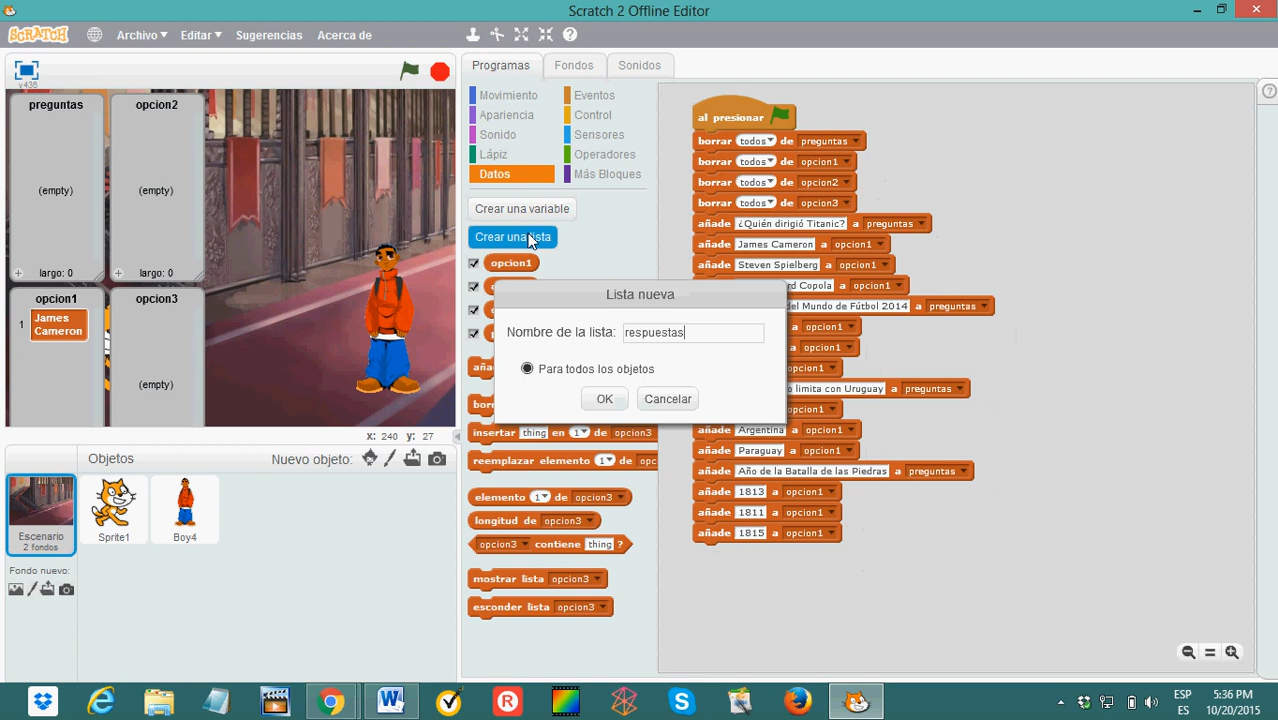 Scratch 2 Offline Editor
SCRATCH
Archivo
Editar
Sugerencias
Acerca de
v436
preguntas
(empty)
largo: 0
opcion2
(empty)
largo: 0
opcion1
1 James Cameron
opcion3
(empty)
x: 240 y: 27
Programas
Fondos
Sonidos
Movimiento
Apariencia
Sonido
Lápiz
Datos
Eventos
Control
Sensores
Operadores
Más Bloques
Crear una variable
Crear una lista
opcion1
insertar thing en 1 de opcion3
reemplazar elemento 1 de
elemento 1 de opcion3
longitud de opcion3
opcion3 contiene thing ?
mostrar lista opcion3
esconder lista opcion3
Lista nueva
Nombre de la lista: respuestas
Para todos los objetos
OK
Cancelar
al presionar
borrar todos de preguntas
borrar todos de opcion1
borrar todos de opcion2
borrar todos de opcion3
añade ¿Quién dirigió Titanic? a preguntas
añade James Cameron a opcion1
añade Steven Spielberg a opcion1
Copola a opcion1
del Mundo de Fútbol 2014 a preguntas
a opcion1
a opcion1
opcion1
limita con Uruguay a preguntas
opcion1
añade Argentina a opcion1
añade Paraguay a opcion1
añade Año de la Batalla de las Piedras a preguntas
añade 1813 a opcion1
añade 1811 a opcion1
añade 1815 a opcion1
Objetos
Nuevo objeto:
Escenario
2 fondos
Sprite1
Boy4
Fondo nuevo:
ESP
ES
5:36 PM
10/20/2015